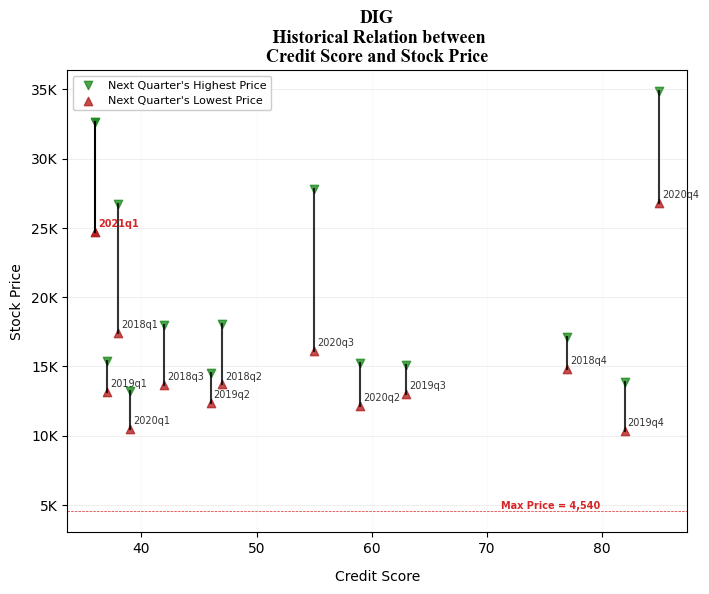 DIG
Historical Relation between
Credit Score and Stock Price
Next Quarter's Highest Price
Next Quarter's Lowest Price
35K
30K
25K
20K
15K
10K
5K
Stock Price
2020q4
2021q1
2018q1
2020q3
2018q4
2018q3
2018q2
2019q1
2019q3
2019q2
2020q2
2020q1
2019q4
Max Price = 4,540
40 50 60 70 80
Credit Score